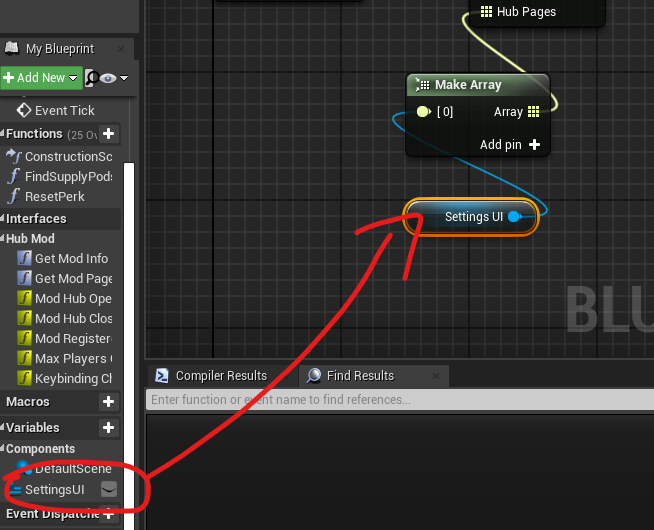 My Blueprint
Add New
Event Tick
Functions (25 Ov
ConstructionSc
FindSupplyPods
ResetPerk
Interfaces
Hub Mod
Get Mod Info
Get Mod Page
Mod Hub Ope
Mod Hub Clos
Mod Register
Max Players
Keybinding Ch
Macros
Variables
Components
DefaultScene
SettingsUI
Event Dispatche
Hub Pages
Make Array
[ 0]
Array
Add pin
Settings UI
BLU
Compiler Results
Find Results
Enter function or event name to find references...